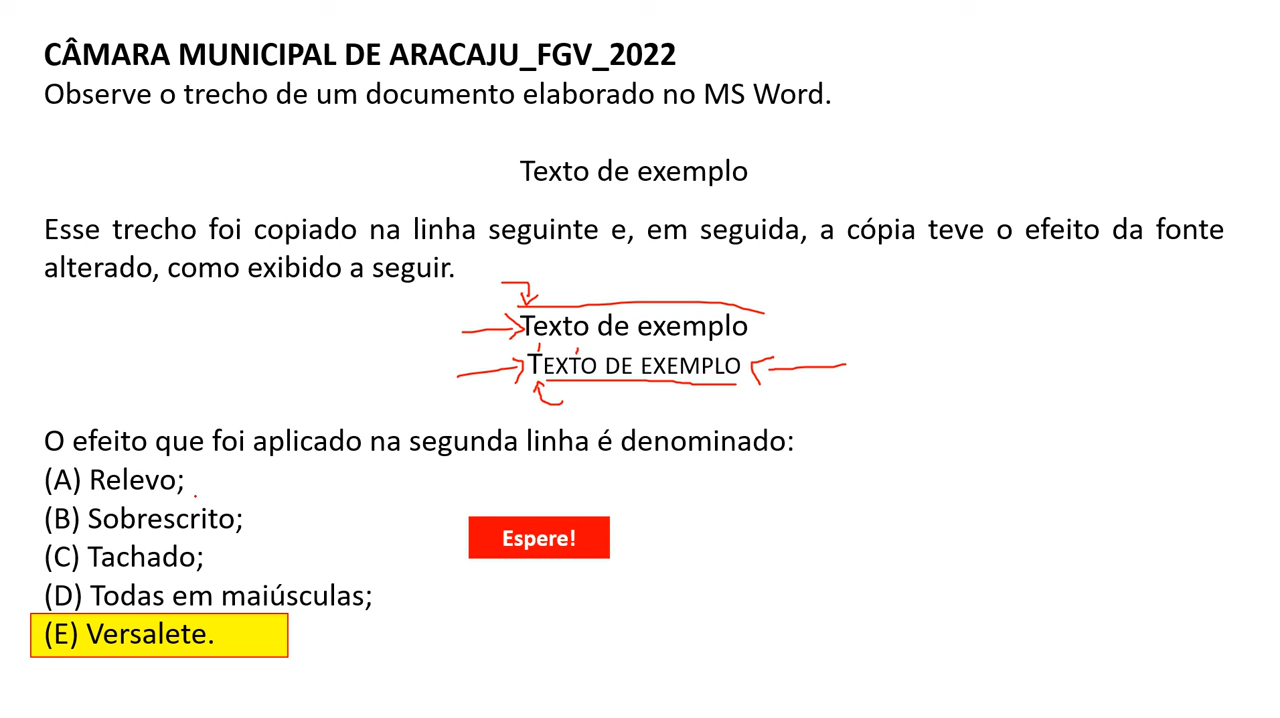 CÂMARA MUNICIPAL DE ARACAJU_FGV_2022
Observe o trecho de um documento elaborado no MS Word.
Texto de exemplo
Esse trecho foi copiado na linha seguinte e, em seguida, a cópia teve o efeito da fonte
alterado, como exibido a seguir.
Texto de exemplo
TEXTO DE EXEMPLO
O efeito que foi aplicado na segunda linha é denominado:
(A) Relevo;
(B) Sobrescrito;
(C) Tachado;
(D) Todas em maiúsculas;
(E) Versalete.
Espere!